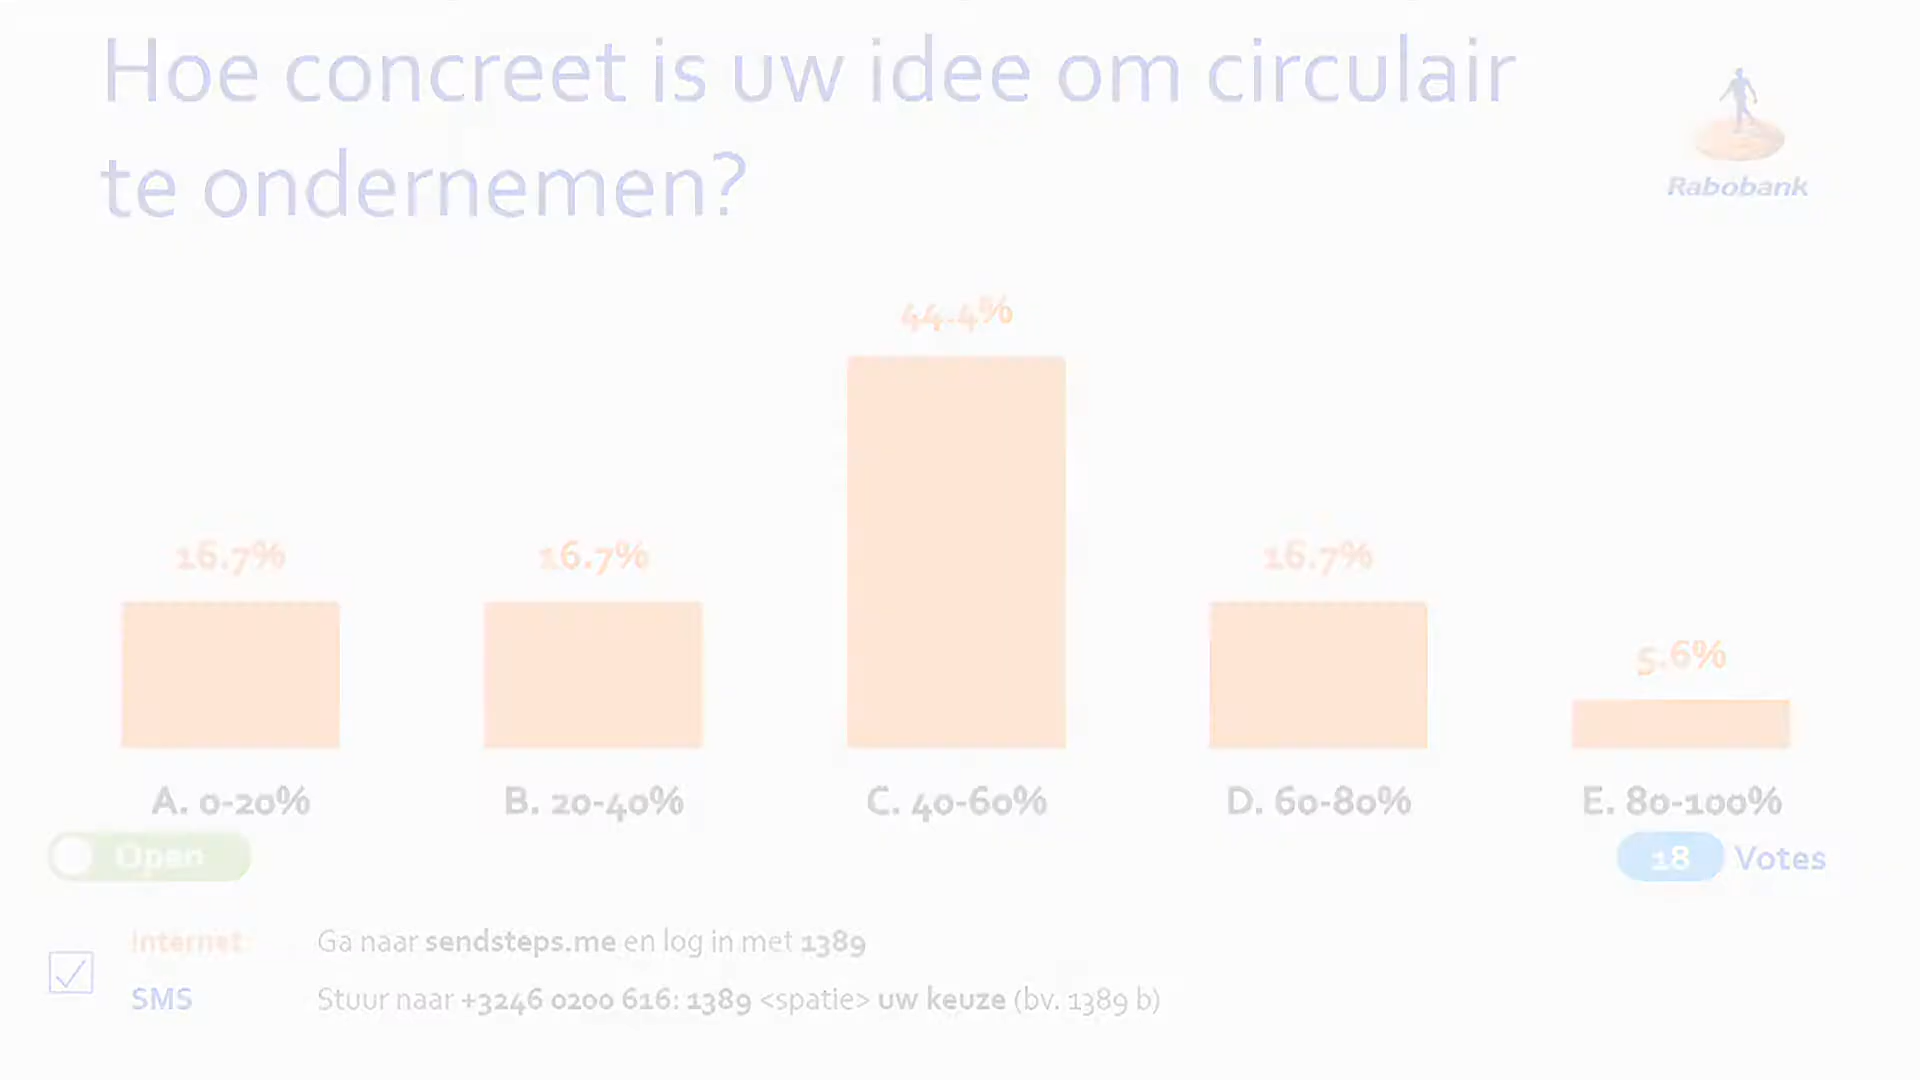 Hoe concreet is uw idee om circulair
te ondernemen?
Rabobank
44.4%
16.7%
16.7%
16.7%
5.6%
A. 0-20%
B. 20-40%
C. 40-60%
D. 60-80%
E. 80-100%
Open
18 Votes
Internet Ga naar sendsteps.me en log in met 1389
SMS Stuur naar +3246 0200 616: 1389 <spatie> uw keuze (bv. 1389 b)